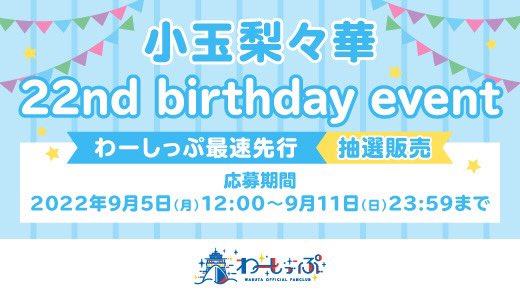 小玉梨々華
22nd birthday event
わーしっぷ最速先行 抽選販売
応募期間
2022年9月5日(月)12:00〜9月11日(日)23:59まで
わーしっぷ
WASUTA OFFICIAL FANCLUB